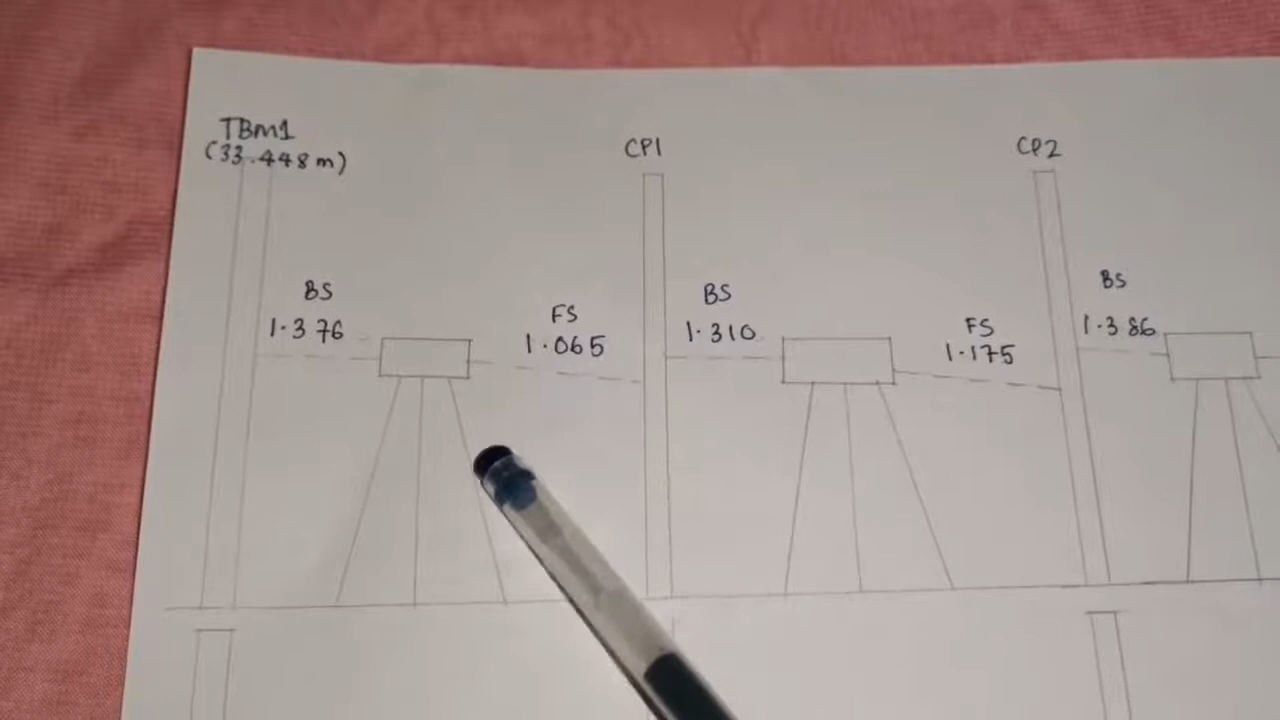 TBM1
(33.448m)
CP1
CP2
BS
1.376
FS
1.065
BS
1.310
FS
1.175
BS
1.386